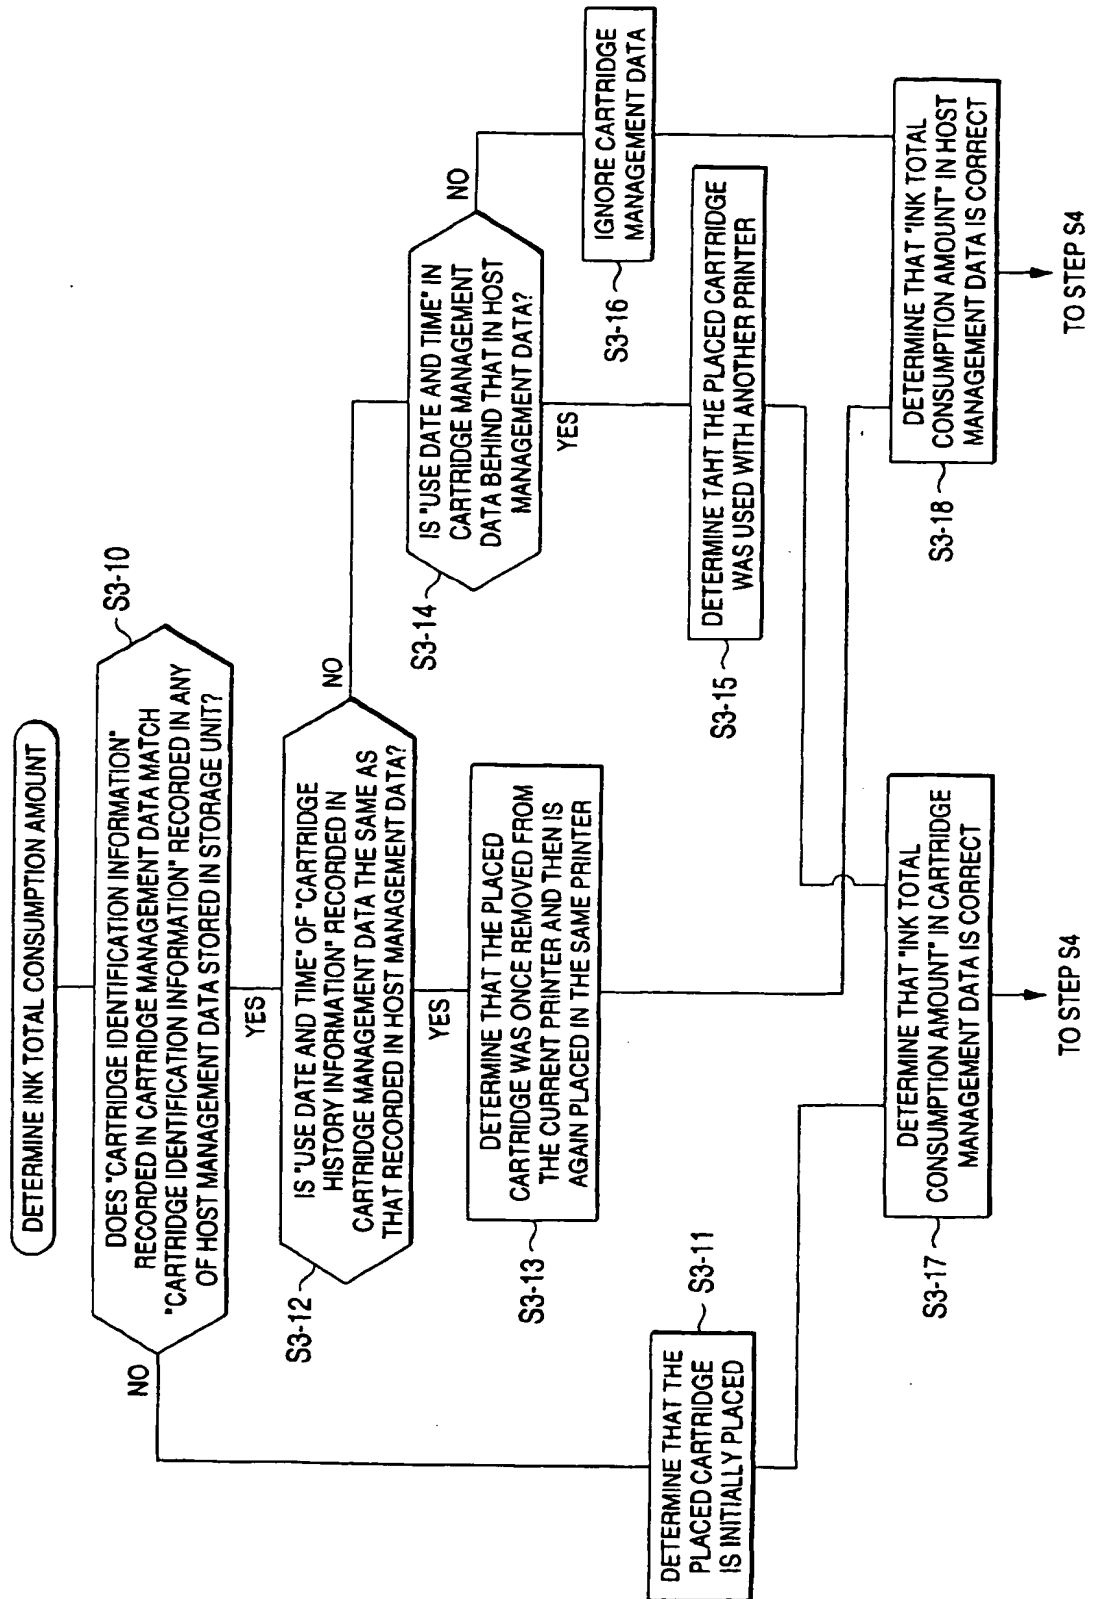 DETERMINE INK TOTAL CONSUMPTION AMOUNT
S3-10
DOES "CARTRIDGE IDENTIFICATION INFORMATION"
RECORDED IN CARTRIDGE MANAGEMENT DATA MATCH
"CARTRIDGE IDENTIFICATION INFORMATION" RECORDED IN ANY
OF HOST MANAGEMENT DATA STORED IN STORAGE UNIT?
NO
YES
S3-12
IS "USE DATE AND TIME" OF "CARTRIDGE
HISTORY INFORMATION" RECORDED IN
CARTRIDGE MANAGEMENT DATA THE SAME AS
THAT RECORDED IN HOST MANAGEMENT DATA?
NO
YES
S3-14
IS "USE DATE AND TIME" IN
CARTRIDGE MANAGEMENT
DATA BEHIND THAT IN HOST
MANAGEMENT DATA?
NO
YES
S3-13
DETERMINE THAT THE PLACED
CARTRIDGE WAS ONCE REMOVED FROM
THE CURRENT PRINTER AND THEN IS
AGAIN PLACED IN THE SAME PRINTER
S3-16
IGNORE CARTRIDGE
MANAGEMENT DATA
S3-11
DETERMINE THAT THE
PLACED CARTRIDGE
IS INITIALLY PLACED
S3-15
DETERMINE TAHT THE PLACED CARTRIDGE
WAS USED WITH ANOTHER PRINTER
S3-17
DETERMINE THAT "INK TOTAL
CONSUMPTION AMOUNT" IN CARTRIDGE
MANAGEMENT DATA IS CORRECT
TO STEP S4
S3-18
DETERMINE THAT "INK TOTAL
CONSUMPTION AMOUNT" IN HOST
MANAGEMENT DATA IS CORRECT
TO STEP S4